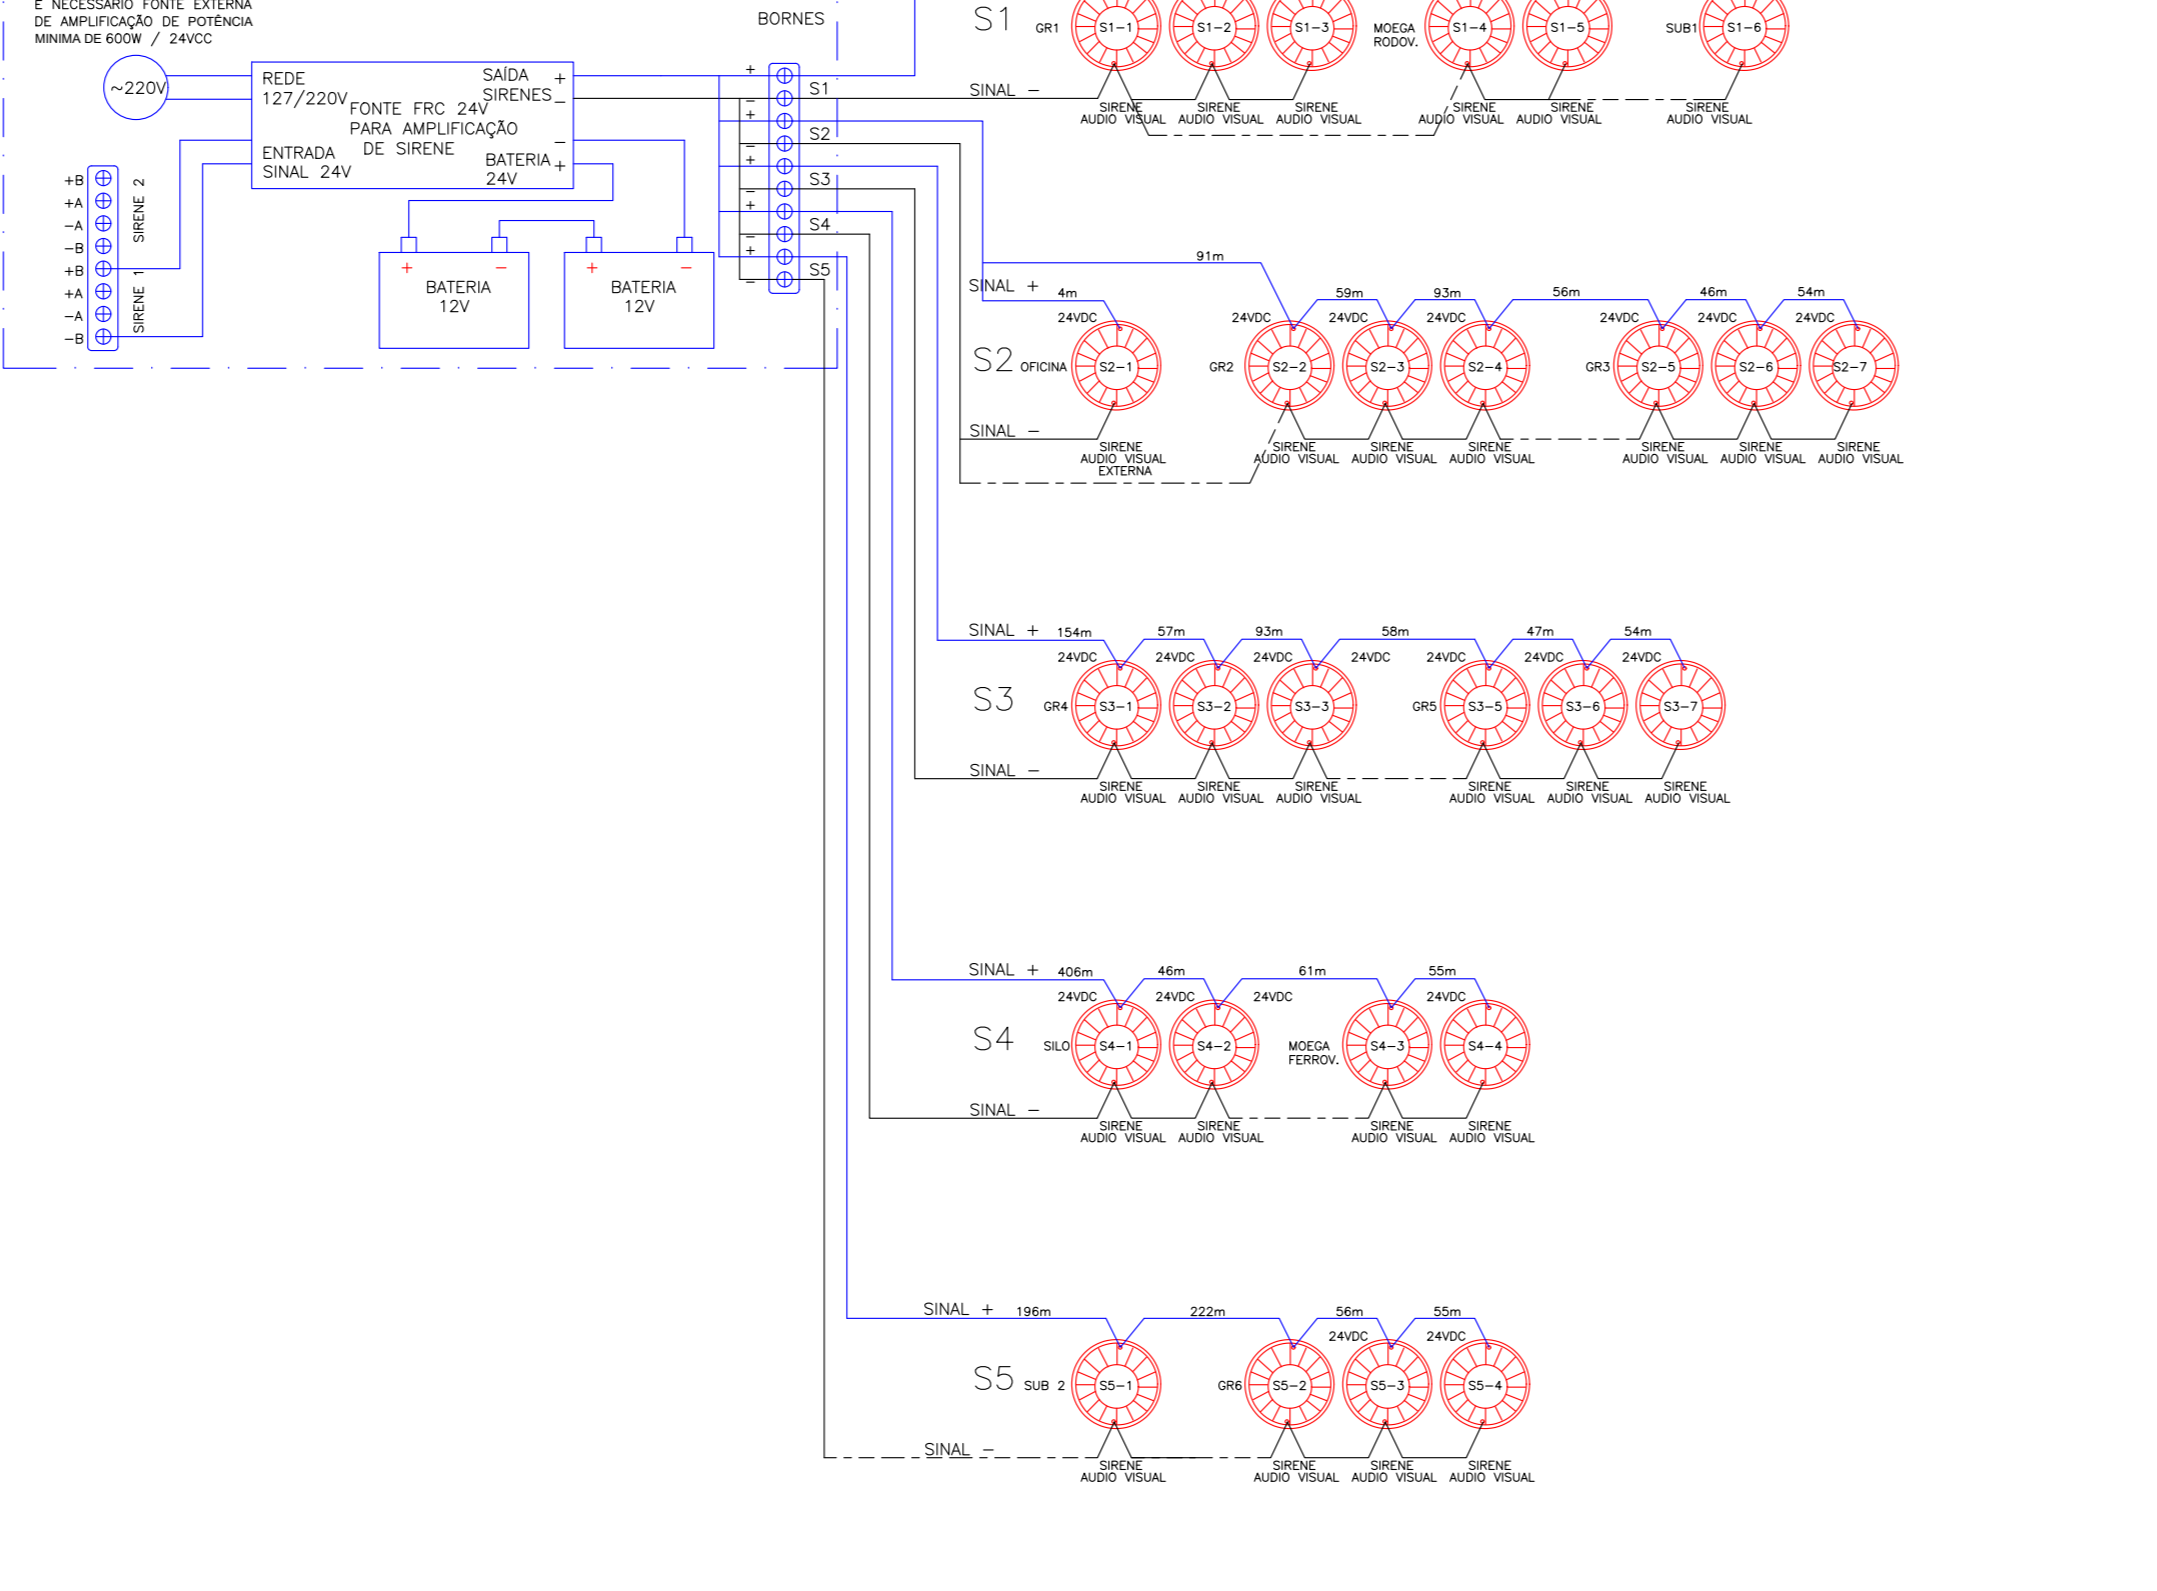 É NECESSÁRIO FONTE EXTERNA
DE AMPLIFICAÇÃO DE POTÊNCIA
MINIMA DE 600W / 24VCC
BORNES
~220V
REDE
127/220V
SAÍDA
SIRENES
+
−
FONTE FRC 24V
PARA AMPLIFICAÇÃO
DE SIRENE
ENTRADA
SINAL 24V
BATERIA
24V
−
+
+B
+A
−A
−B
SIRENE 2
+B
+A
−A
−B
SIRENE 1
+ −
BATERIA
12V
+ −
BATERIA
12V
+
− S1
+
− S2
+
− S3
+
− S4
+
− S5
S1 GR1 S1−1 S1−2 S1−3 MOEGA RODOV. S1−4 S1−5 SUB1 S1−6
SINAL −
SIRENE SIRENE SIRENE SIRENE SIRENE SIRENE
AUDIO VISUAL AUDIO VISUAL AUDIO VISUAL AUDIO VISUAL AUDIO VISUAL AUDIO VISUAL
91m
SINAL + 4m 59m 93m 56m 46m 54m
24VDC 24VDC 24VDC 24VDC 24VDC 24VDC 24VDC
S2 OFICINA S2−1 GR2 S2−2 S2−3 S2−4 GR3 S2−5 S2−6 S2−7
SINAL −
SIRENE SIRENE SIRENE SIRENE SIRENE SIRENE SIRENE
AUDIO VISUAL AUDIO VISUAL AUDIO VISUAL AUDIO VISUAL AUDIO VISUAL AUDIO VISUAL AUDIO VISUAL
EXTERNA
SINAL + 154m 57m 93m 58m 47m 54m
24VDC 24VDC 24VDC 24VDC 24VDC 24VDC 24VDC
S3 GR4 S3−1 S3−2 S3−3 GR5 S3−5 S3−6 S3−7
SINAL −
SIRENE SIRENE SIRENE SIRENE SIRENE SIRENE
AUDIO VISUAL AUDIO VISUAL AUDIO VISUAL AUDIO VISUAL AUDIO VISUAL AUDIO VISUAL
SINAL + 406m 46m 61m 55m
24VDC 24VDC 24VDC 24VDC
S4 SILO S4−1 S4−2 MOEGA FERROV. S4−3 S4−4
SINAL −
SIRENE SIRENE SIRENE SIRENE
AUDIO VISUAL AUDIO VISUAL AUDIO VISUAL AUDIO VISUAL
SINAL + 196m 222m 56m 55m
24VDC 24VDC
S5 SUB 2 S5−1 GR6 S5−2 S5−3 S5−4
SINAL −
SIRENE SIRENE SIRENE SIRENE
AUDIO VISUAL AUDIO VISUAL AUDIO VISUAL AUDIO VISUAL